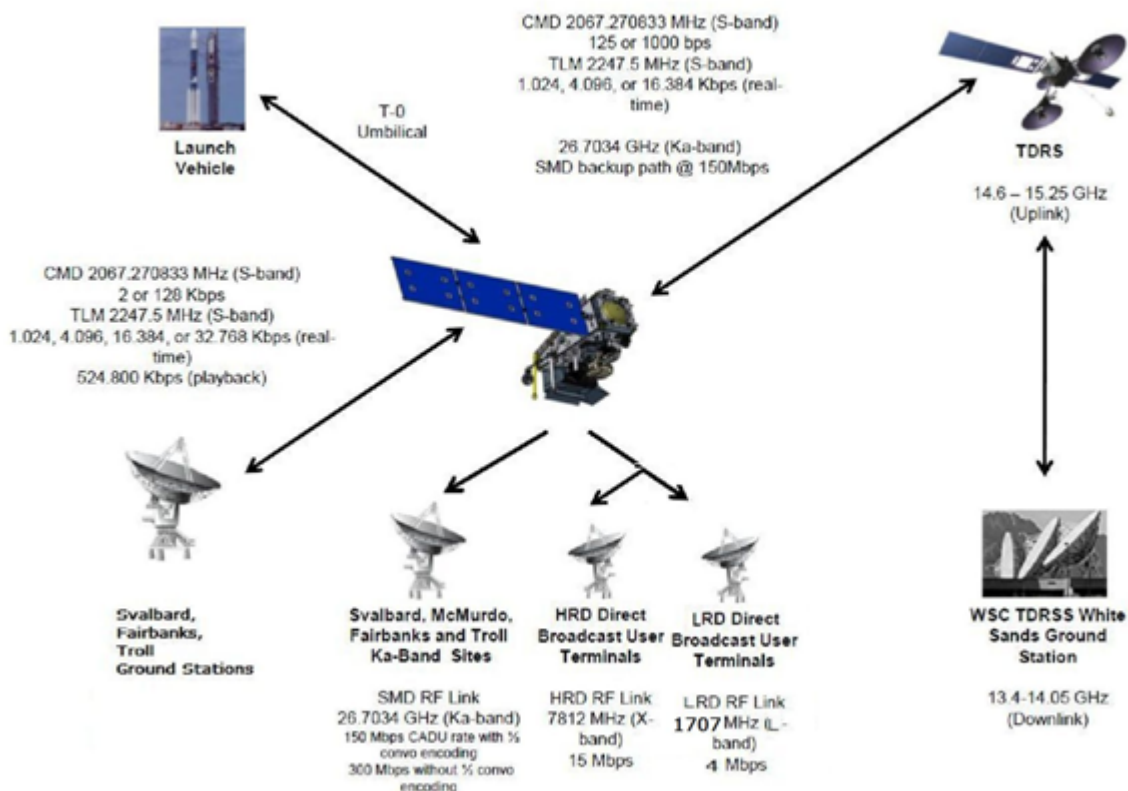 CMD 2067.270833 MHz (S-band)
125 or 1000 bps
TLM 2247.5 MHz (S-band)
1.024, 4.096, or 16.384 Kbps (real-
time)
26.7034 GHz (Ka-band)
SMD backup path @ 150Mbps
T-0
Umbilical
Launch
Vehicle
TDRS
14.6 – 15.25 GHz
(Uplink)
CMD 2067.270833 MHz (S-band)
2 or 128 Kbps
TLM 2247.5 MHz (S-band)
1.024, 4.096, 16.384, or 32.768 Kbps (real-
time)
524.800 Kbps (playback)
Svalbard,
Fairbanks,
Troll
Ground Stations
Svalbard, McMurdo,
Fairbanks and Troll
Ka-Band Sites
SMD RF Link
26.7034 GHz (Ka-band)
150 Mbps CADU rate with ½
convo encoding
300 Mbps without ½ convo
encoding
HRD Direct
Broadcast User
Terminals
HRD RF Link
7812 MHz (X-
band)
15 Mbps
LRD Direct
Broadcast User
Terminals
LRD RF Link
1707 MHz (L-
band)
4 Mbps
WSC TDRSS White
Sands Ground
Station
13.4-14.05 GHz
(Downlink)